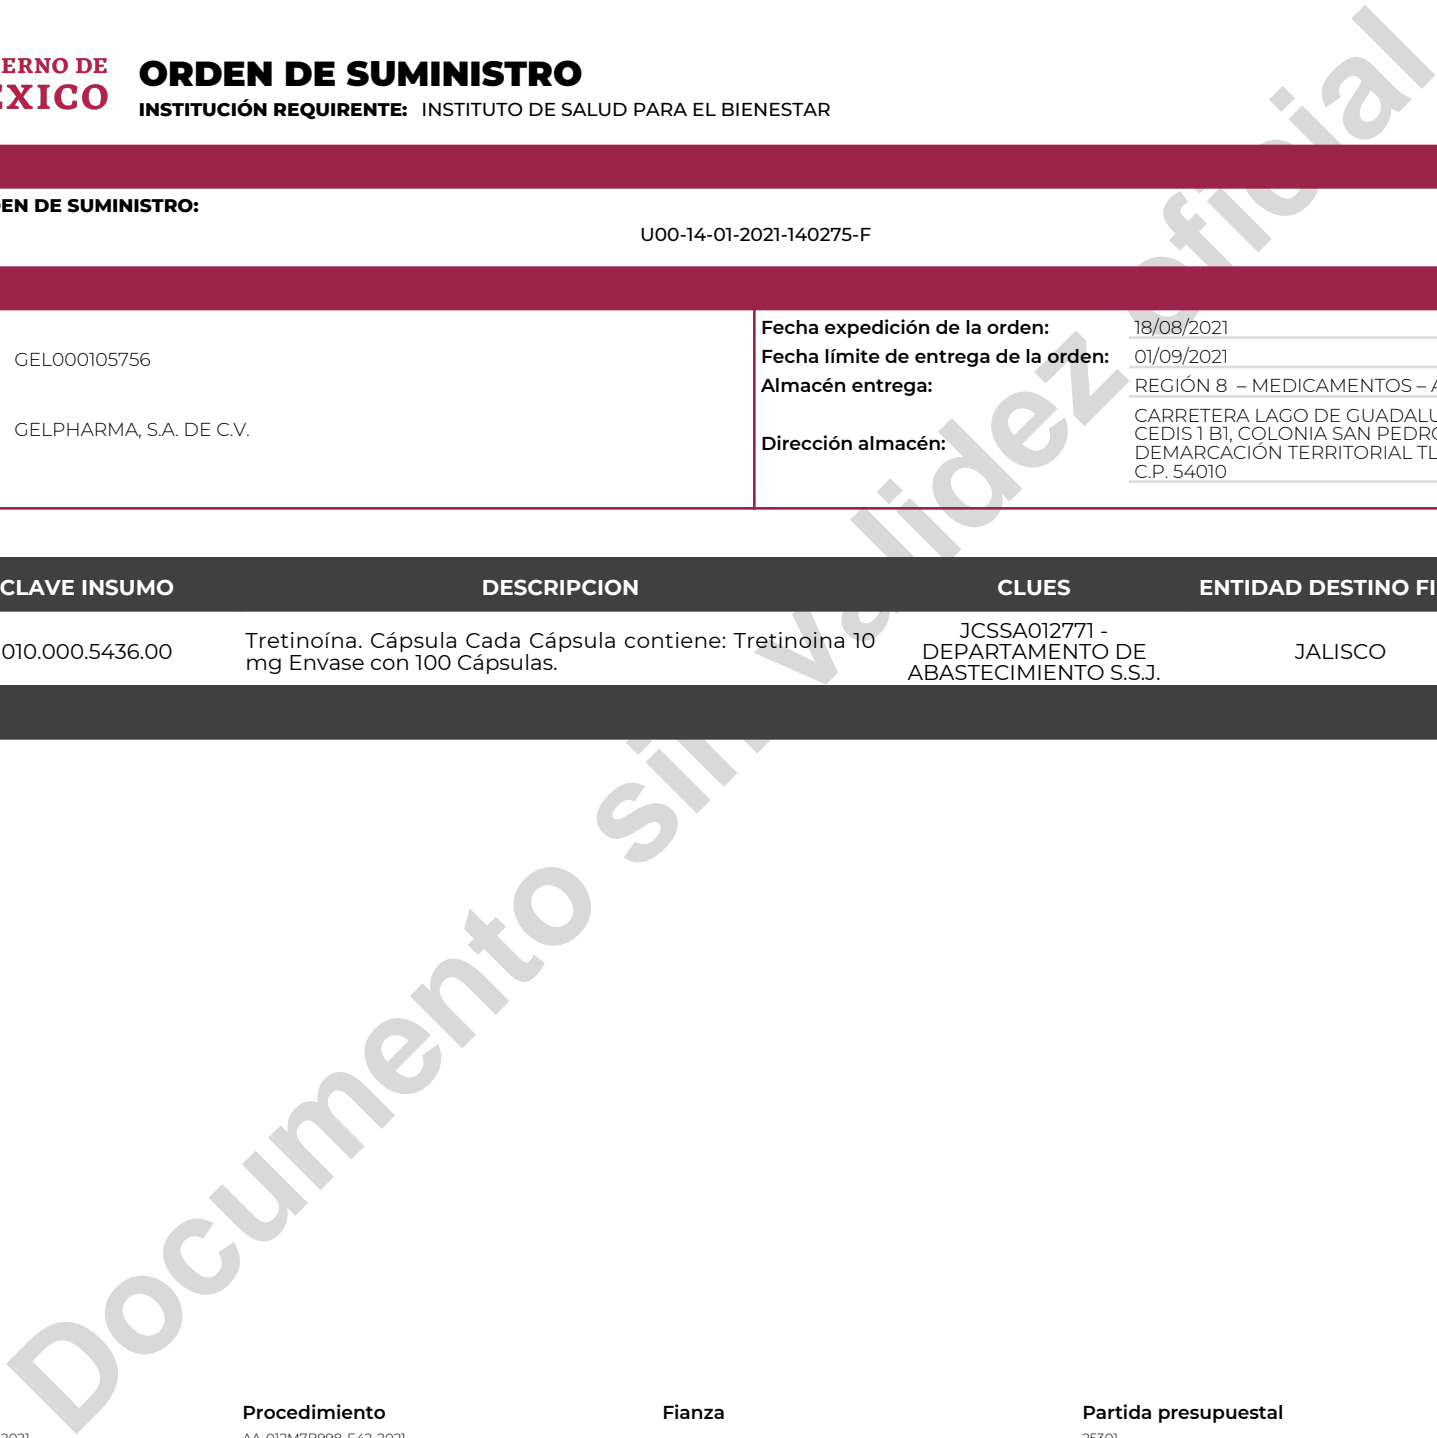 ERNO DE
ORDEN DE SUMINISTRO
INSTITUCIÓN REQUIRENTE: INSTITUTO DE SALUD PARA EL BIENESTAR
EN DE SUMINISTRO:
U00-14-01-2021-140275-F
GEL000105756
GELPHARMA, S.A. DE C.V.
Fecha expedición de la orden: 18/08/2021
Fecha límite de entrega de la orden: 01/09/2021
Almacén entrega: REGIÓN 8 – MEDICAMENTOS –
Dirección almacén:
CARRETERA LAGO DE GUADALU
CEDIS 1 B1, COLONIA SAN PEDRO
DEMARCACIÓN TERRITORIAL TL
C.P. 54010
CLAVE INSUMO DESCRIPCION CLUES ENTIDAD DESTINO FI
010.000.5436.00
Tretinoína. Cápsula Cada Cápsula contiene: Tretinoina 10
mg Envase con 100 Cápsulas.
JCSSA012771 -
DEPARTAMENTO DE
ABASTECIMIENTO S.S.J.
JALISCO
Documento sin validez oficial
Procedimiento Fianza Partida presupuestal